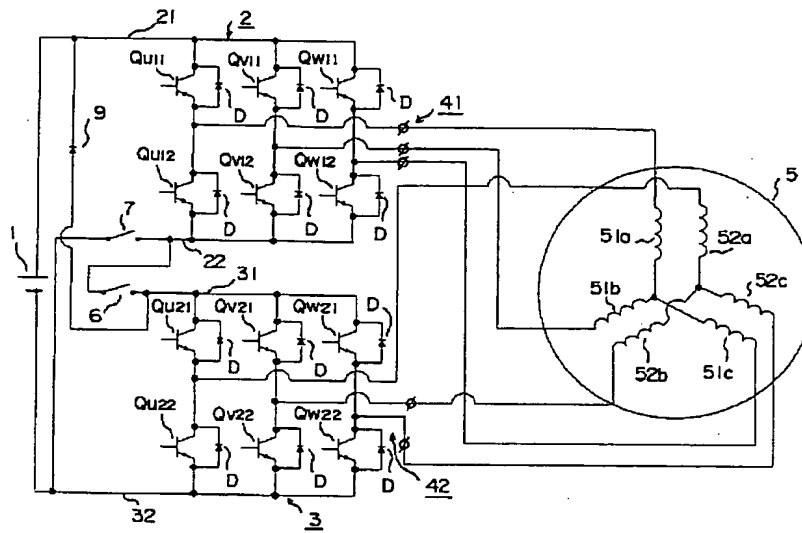 21 2
QU11 QV11 QW11
D D D
9 41
QU12 QV12 QW12
5
7 D D D
51a 52a
1 22
31 51b 52c
6 QU21 QV21 QW21 D
D D
52b 51c
QU22 QV22 QW22
D D D
32 3 42